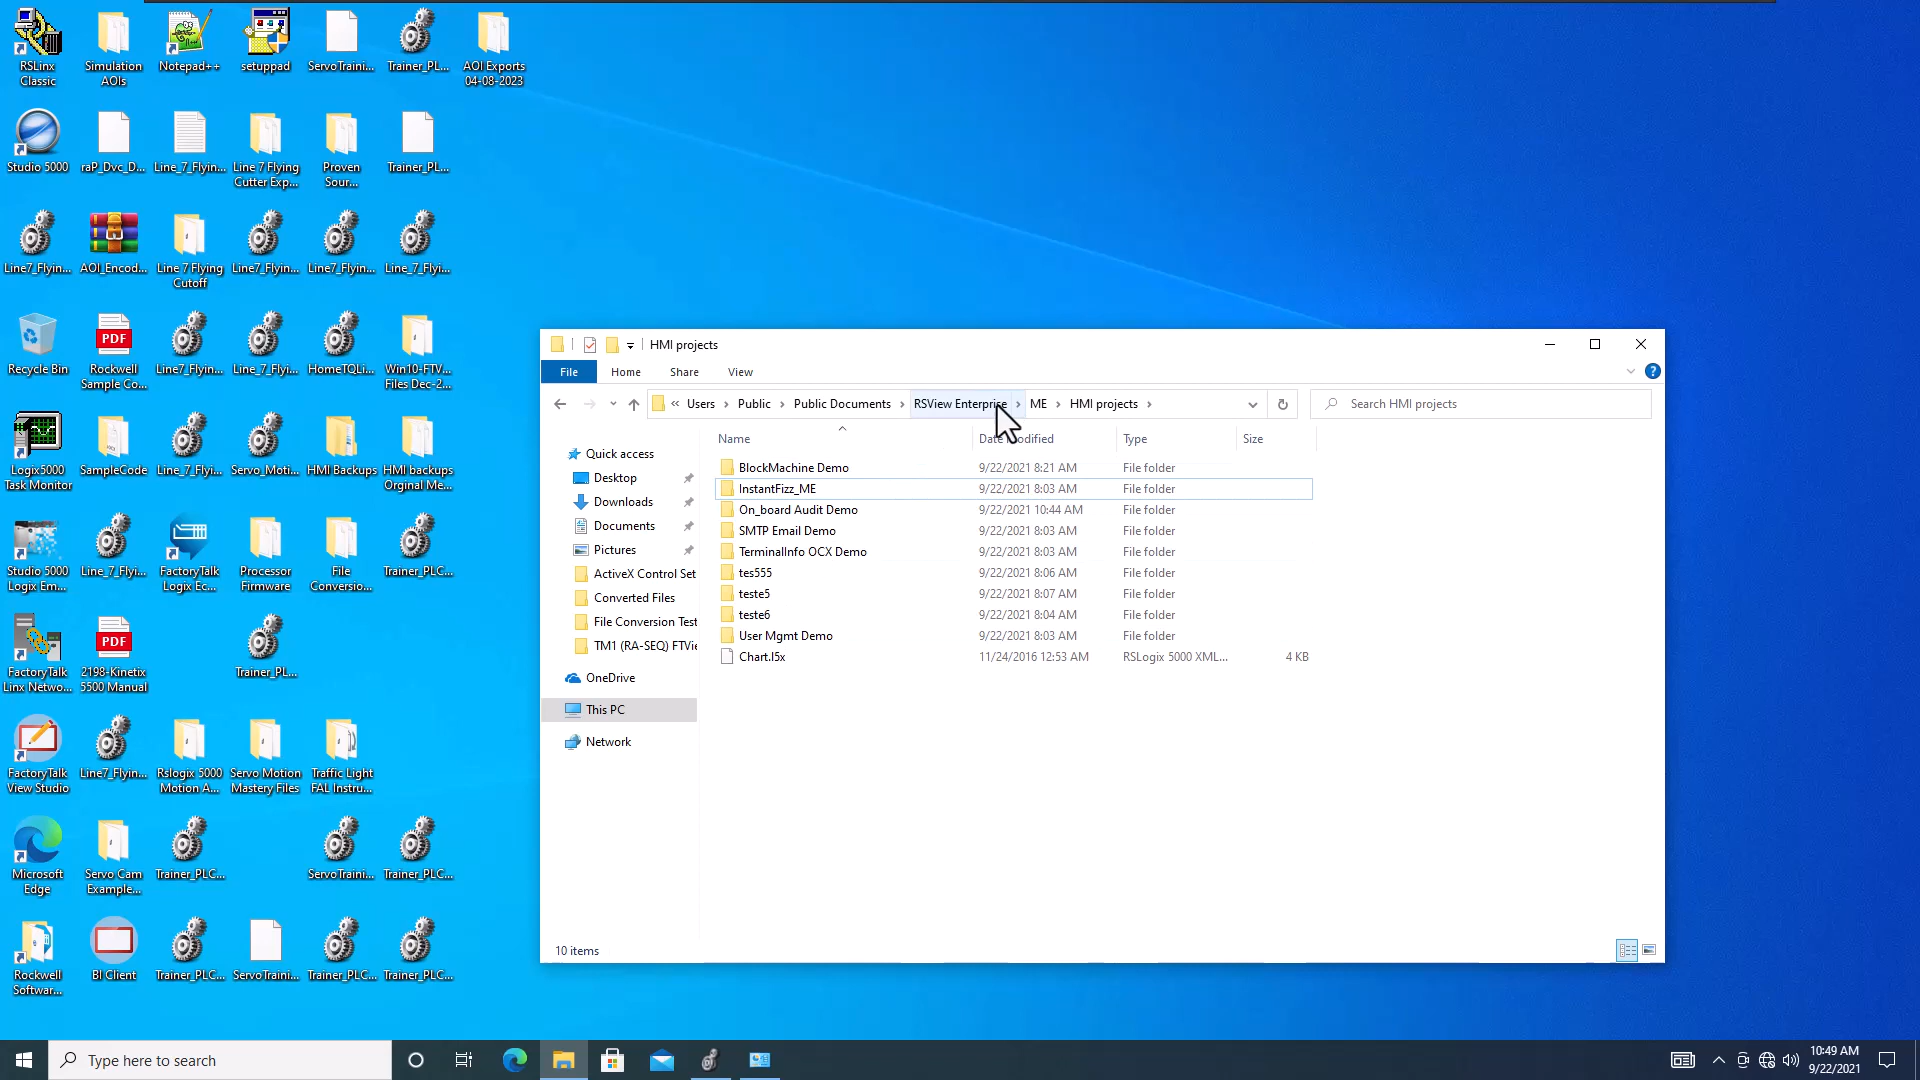 RSLinx
Classic
Simulation
AOIs
Notepad++
setuppad
ServoTraini...
Trainer_PL...
AOI Exports
04-08-2023
Studio 5000
raP_Dvc_D...
Line_7_Flyin...
Line 7 Flying
Cutter Exp...
Proven
Sour...
Trainer_PL...
Line7_Flyin...
AOI_Encod...
Line 7 Flying
Cutoff
Line7_Flyin...
Line7_Flyin...
Line_7_Flyi...
Recycle Bin
PDF
Rockwell
Sample Co...
Line7_Flyin...
Line_7_Flyi...
HomeTQLi...
Win10-FTV...
Files Dec-2...
Logix5000
Task Monitor
SampleCode
Line_7_Flyi...
Servo_Moti...
HMI Backups
HMI backups
Orginal Me...
Studio 5000
Logix Em...
Line_7_Flyi...
FactoryTalk
Logix Ec...
Processor
Firmware
File
Conversio...
Trainer_PLC...
FactoryTalk
Linx Netwo...
PDF
2198-Kinetix
5500 Manual
Trainer_PL...
FactoryTalk
View Studio
Line7_Flyin...
Rslogix 5000
Motion A...
Servo Motion
Mastery Files
Traffic Light
FAL Instru...
Microsoft
Edge
Servo Cam
Example...
Trainer_PLC...
ServoTraini...
Trainer_PLC...
Rockwell
Softwar...
BI Client
Trainer_PLC...
ServoTraini...
Trainer_PLC...
Trainer_PLC...
HMI projects
File
Home
Share
View
?
« Users › Public › Public Documents › RSView Enterprise › ME › HMI projects ›
Search HMI projects
Name
Type
Size
Quick access
Desktop
Downloads
Documents
Pictures
ActiveX Control Set
Converted Files
File Conversion Test
TM1 (RA-SEQ) FTVie
OneDrive
This PC
Network
BlockMachine Demo 9/22/2021 8:21 AM File folder
InstantFizz_ME 9/22/2021 8:03 AM File folder
On_board Audit Demo 9/22/2021 10:44 AM File folder
SMTP Email Demo 9/22/2021 8:03 AM File folder
TerminalInfo OCX Demo 9/22/2021 8:03 AM File folder
tes555 9/22/2021 8:06 AM File folder
teste5 9/22/2021 8:07 AM File folder
teste6 9/22/2021 8:04 AM File folder
User Mgmt Demo 9/22/2021 8:03 AM File folder
Chart.l5x 11/24/2016 12:53 AM RSLogix 5000 XML... 4 KB
10 items
Type here to search
10:49 AM
9/22/2021